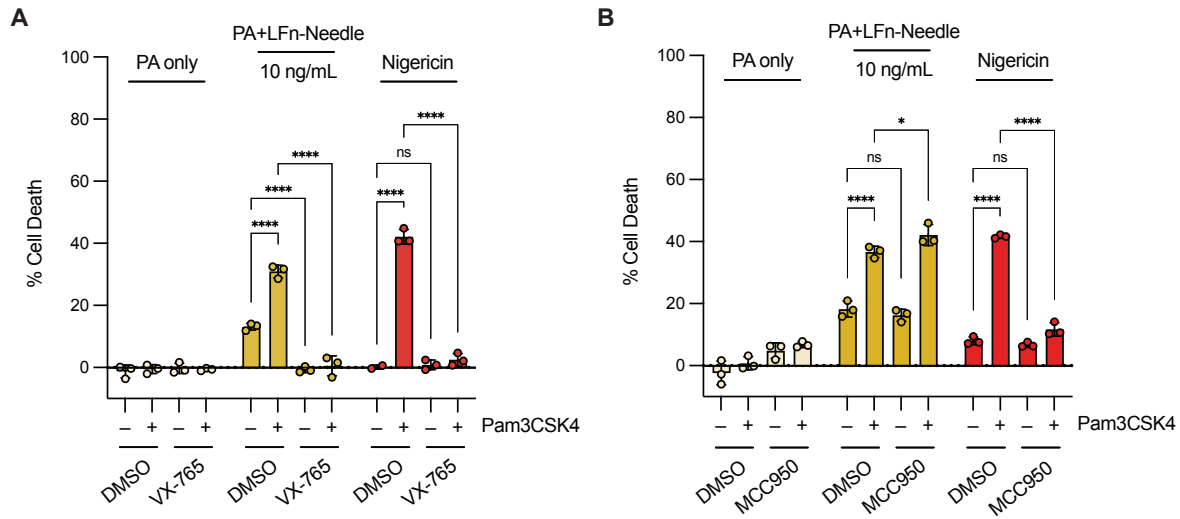 A
PA+LFn-Needle
PA only
10 ng/mL
Nigericin
% Cell Death
100
80
60
40
20
0
****
****
****
****
ns
****
– + – + – + – + – + – + Pam3CSK4
DMSO
VX-765
DMSO
VX-765
DMSO
VX-765
B
PA+LFn-Needle
PA only
10 ng/mL
Nigericin
% Cell Death
100
80
60
40
20
0
****
ns
*
****
ns
****
– + – + – + – + – + – + Pam3CSK4
DMSO
MCC950
DMSO
MCC950
DMSO
MCC950